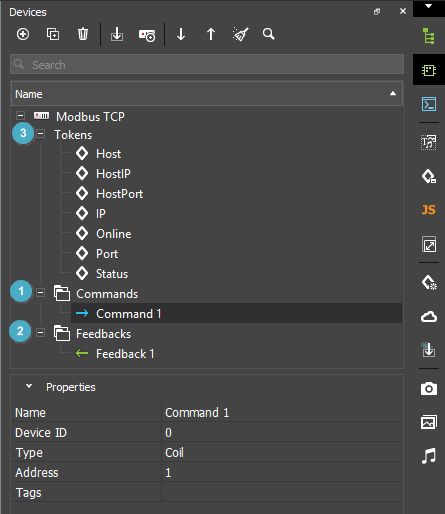 Devices
Search
Name
Modbus TCP
3 Tokens
Host
HostIP
HostPort
IP
Online
Port
Status
1 Commands
Command 1
2 Feedbacks
Feedback 1
Properties
Name Command 1
Device ID 0
Type Coil
Address 1
Tags
JS